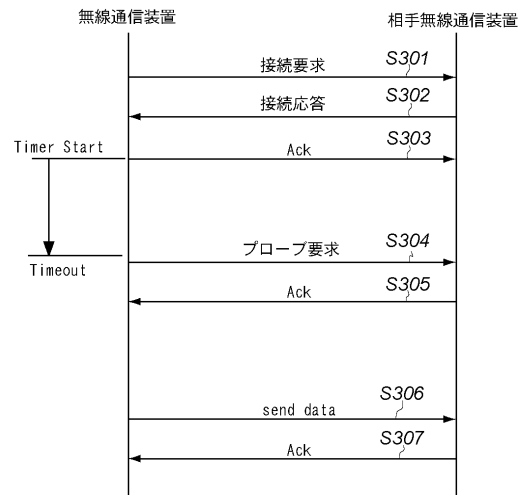 無線通信装置
相手無線通信装置
S301
接続要求
S302
接続応答
S303
Ack
Timer Start
S304
プローブ要求
Timeout
S305
Ack
S306
send data
S307
Ack